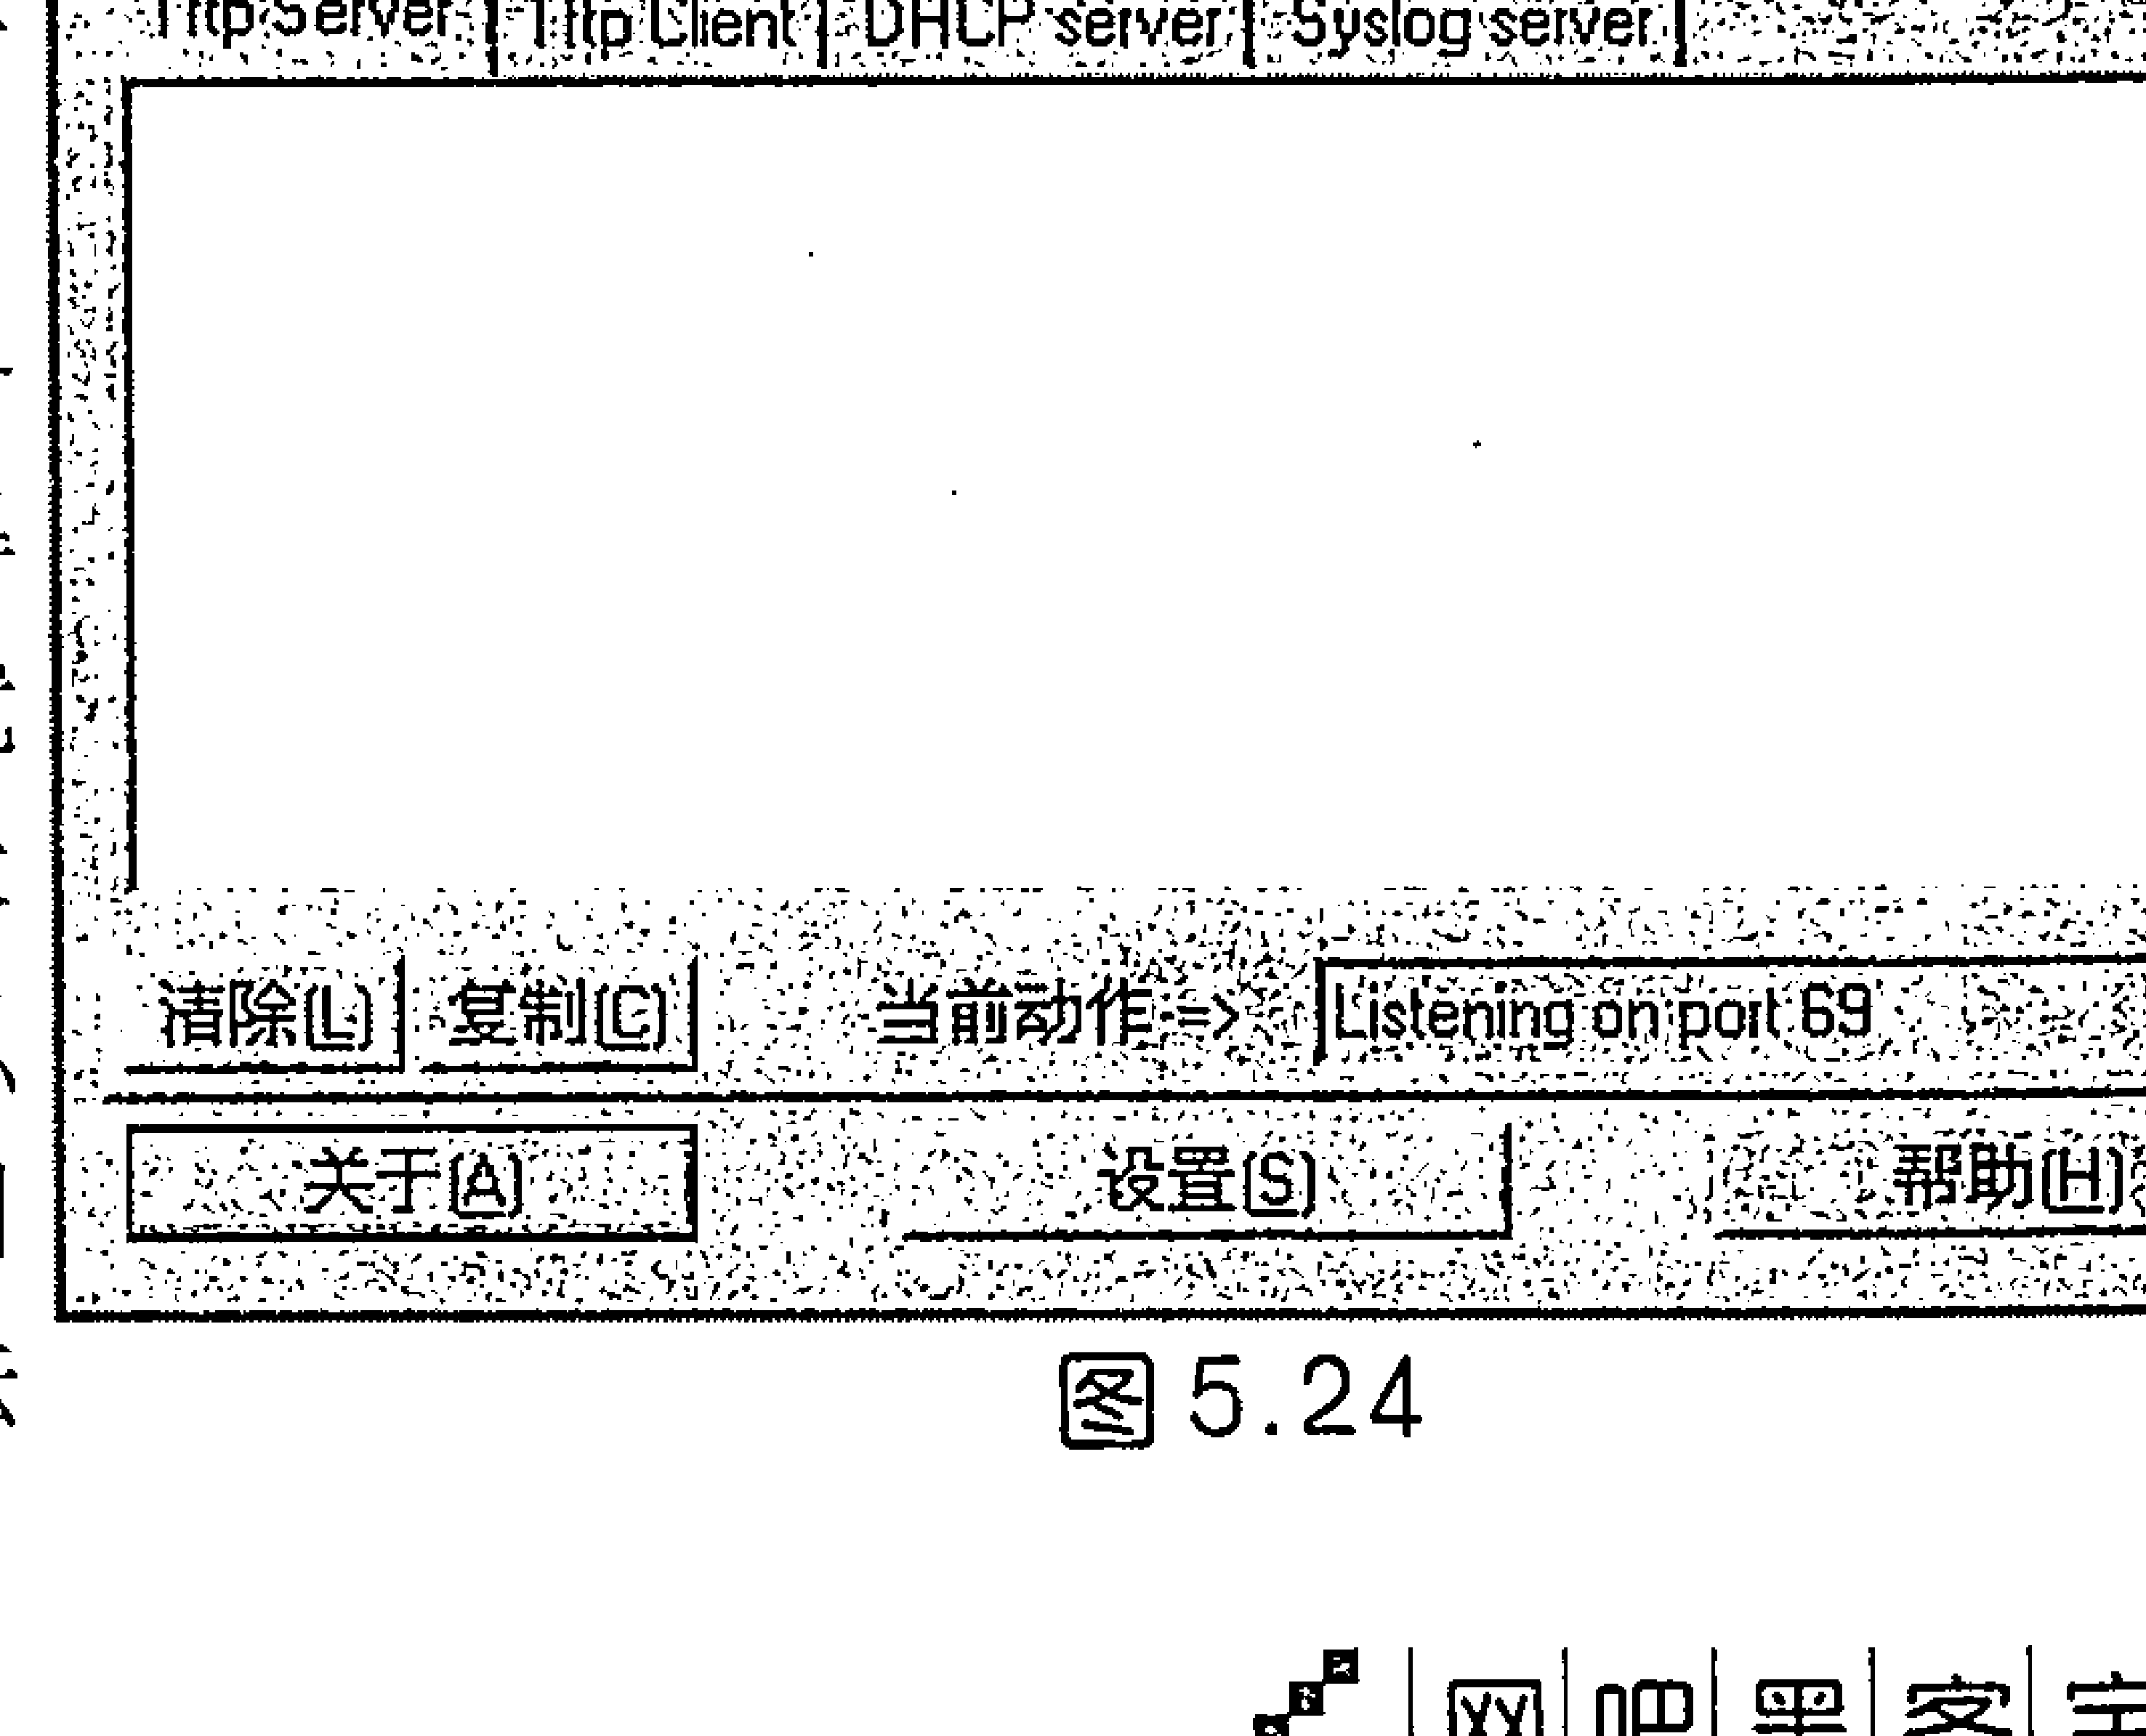 Tftp Server Tftp Client DHCP server Syslog server
清除(L) 复制(C) 当前动作 => Listening on port 69
关于(A) 设置(S) 帮助(H)
图 5.24
网吧黑客